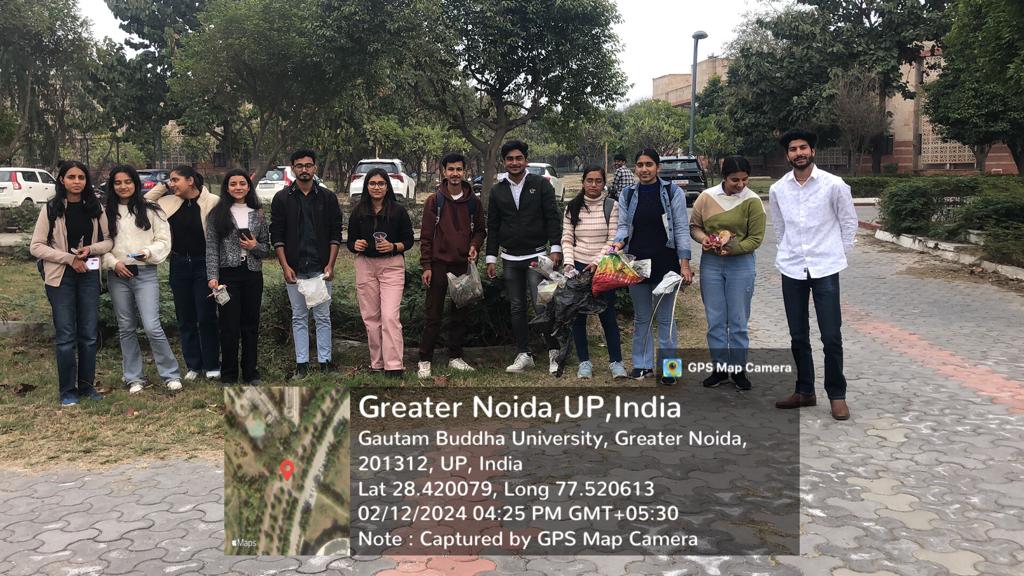 GPS Map Camera
Greater Noida,UP,India
Gautam Buddha University, Greater Noida,
201312, UP, India
Lat 28.420079, Long 77.520613
02/12/2024 04:25 PM GMT+05:30
Note : Captured by GPS Map Camera
Maps